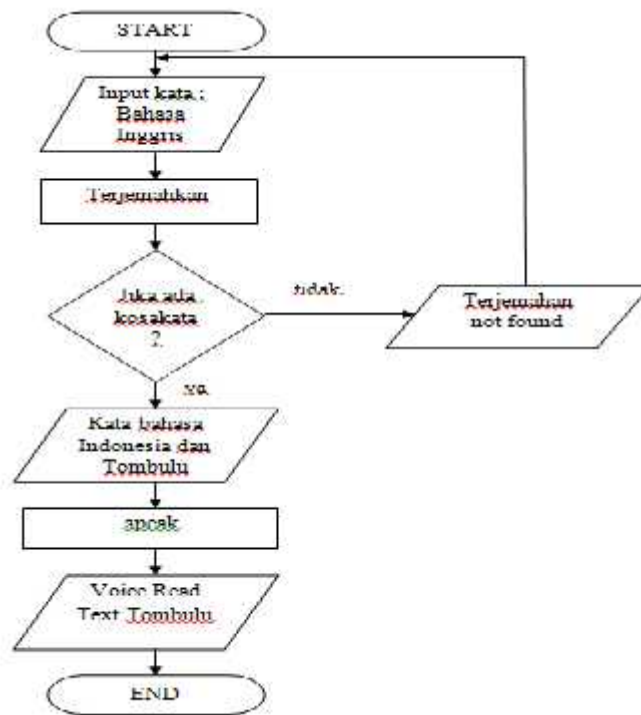 START
Input kata :
Bahasa
Inggris
Terjemahkan
Jika ada
kosakata
?
tidak
Terjemahan
not found
ya
Kata bahasa
Indonesia dan
Tombulu
speak
Voice Read
Text Tombulu
END